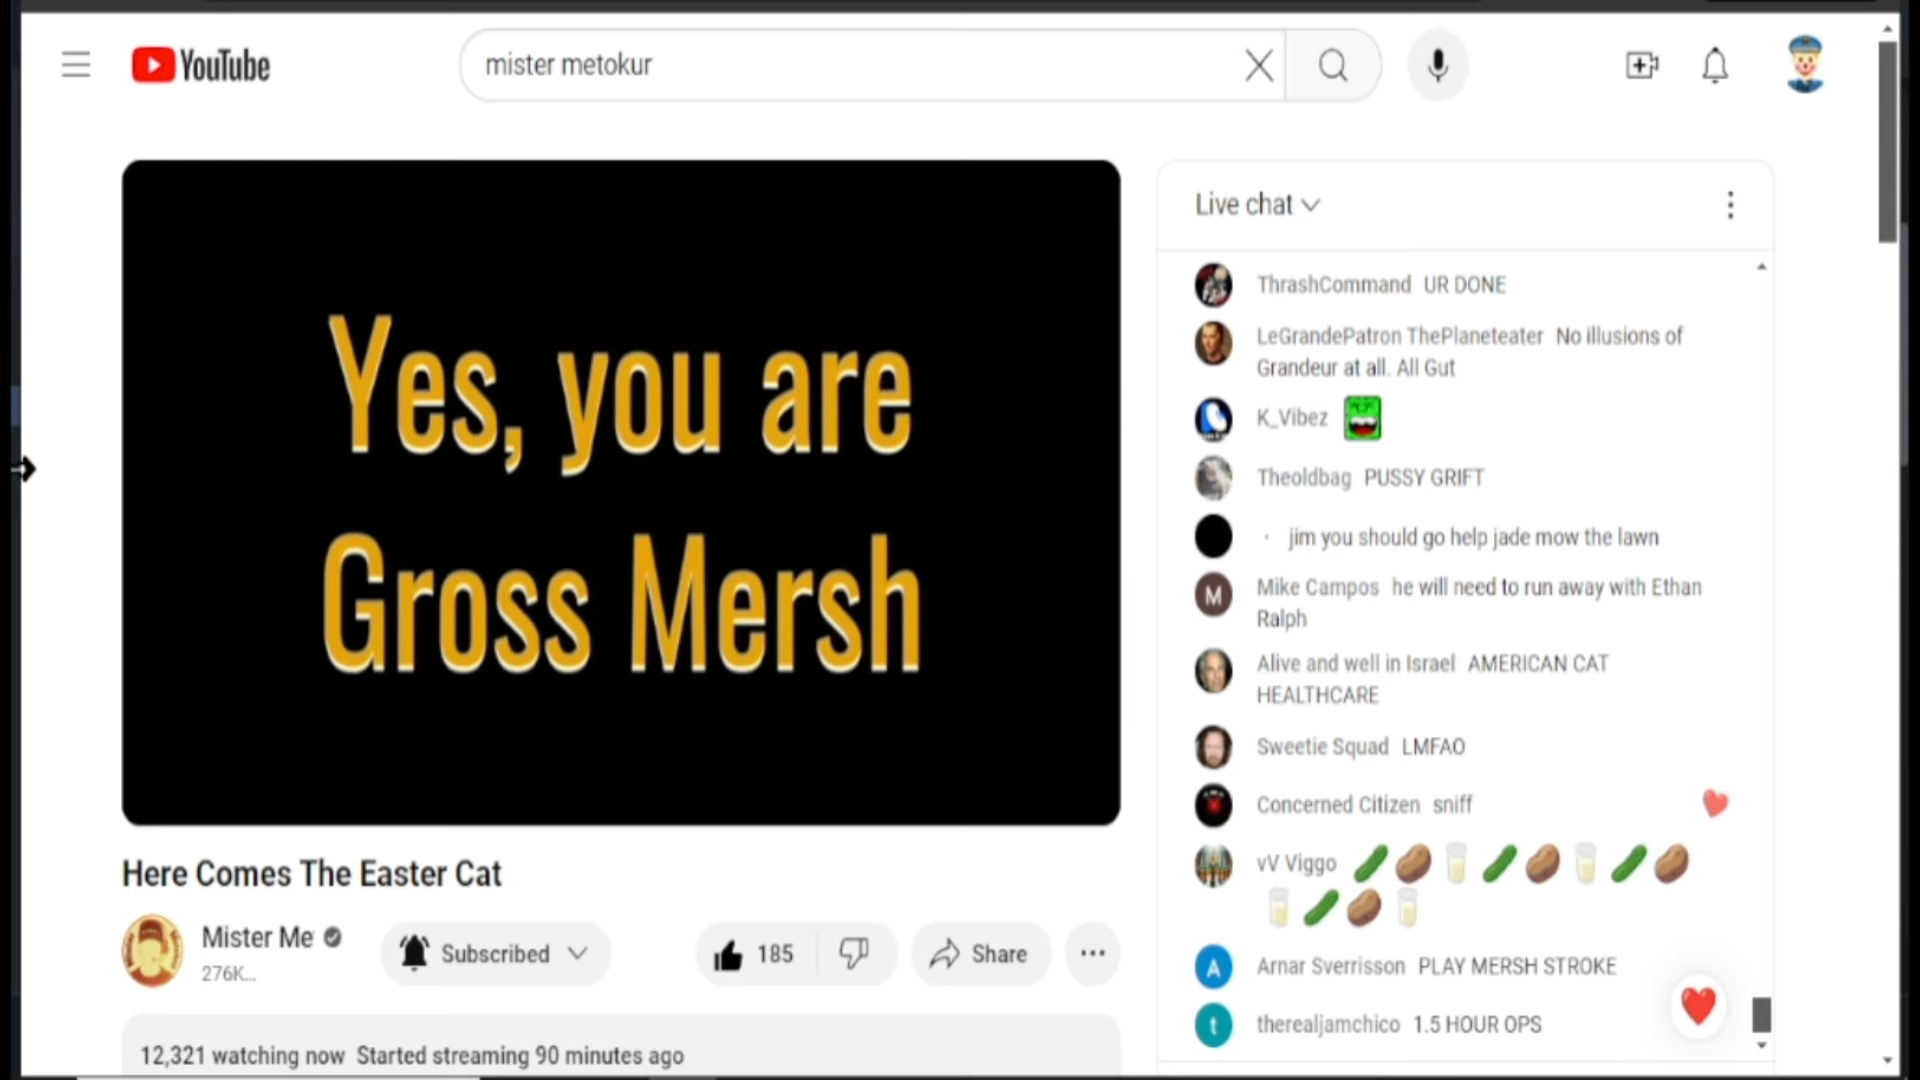 YouTube
mister metokur
Yes, you are
Gross Mersh
Here Comes The Easter Cat
Mister Me
276K...
Subscribed
185
Share
12,321 watching now Started streaming 90 minutes ago
Live chat
ThrashCommand UR DONE
LeGrandePatron ThePlaneteater No illusions of
Grandeur at all. All Gut
K_Vibez
Theoldbag PUSSY GRIFT
· jim you should go help jade mow the lawn
M
Mike Campos he will need to run away with Ethan
Ralph
Alive and well in Israel AMERICAN CAT
HEALTHCARE
Sweetie Squad LMFAO
Concerned Citizen sniff
vV Viggo
A
Arnar Sverrisson PLAY MERSH STROKE
t
therealjamchico 1.5 HOUR OPS